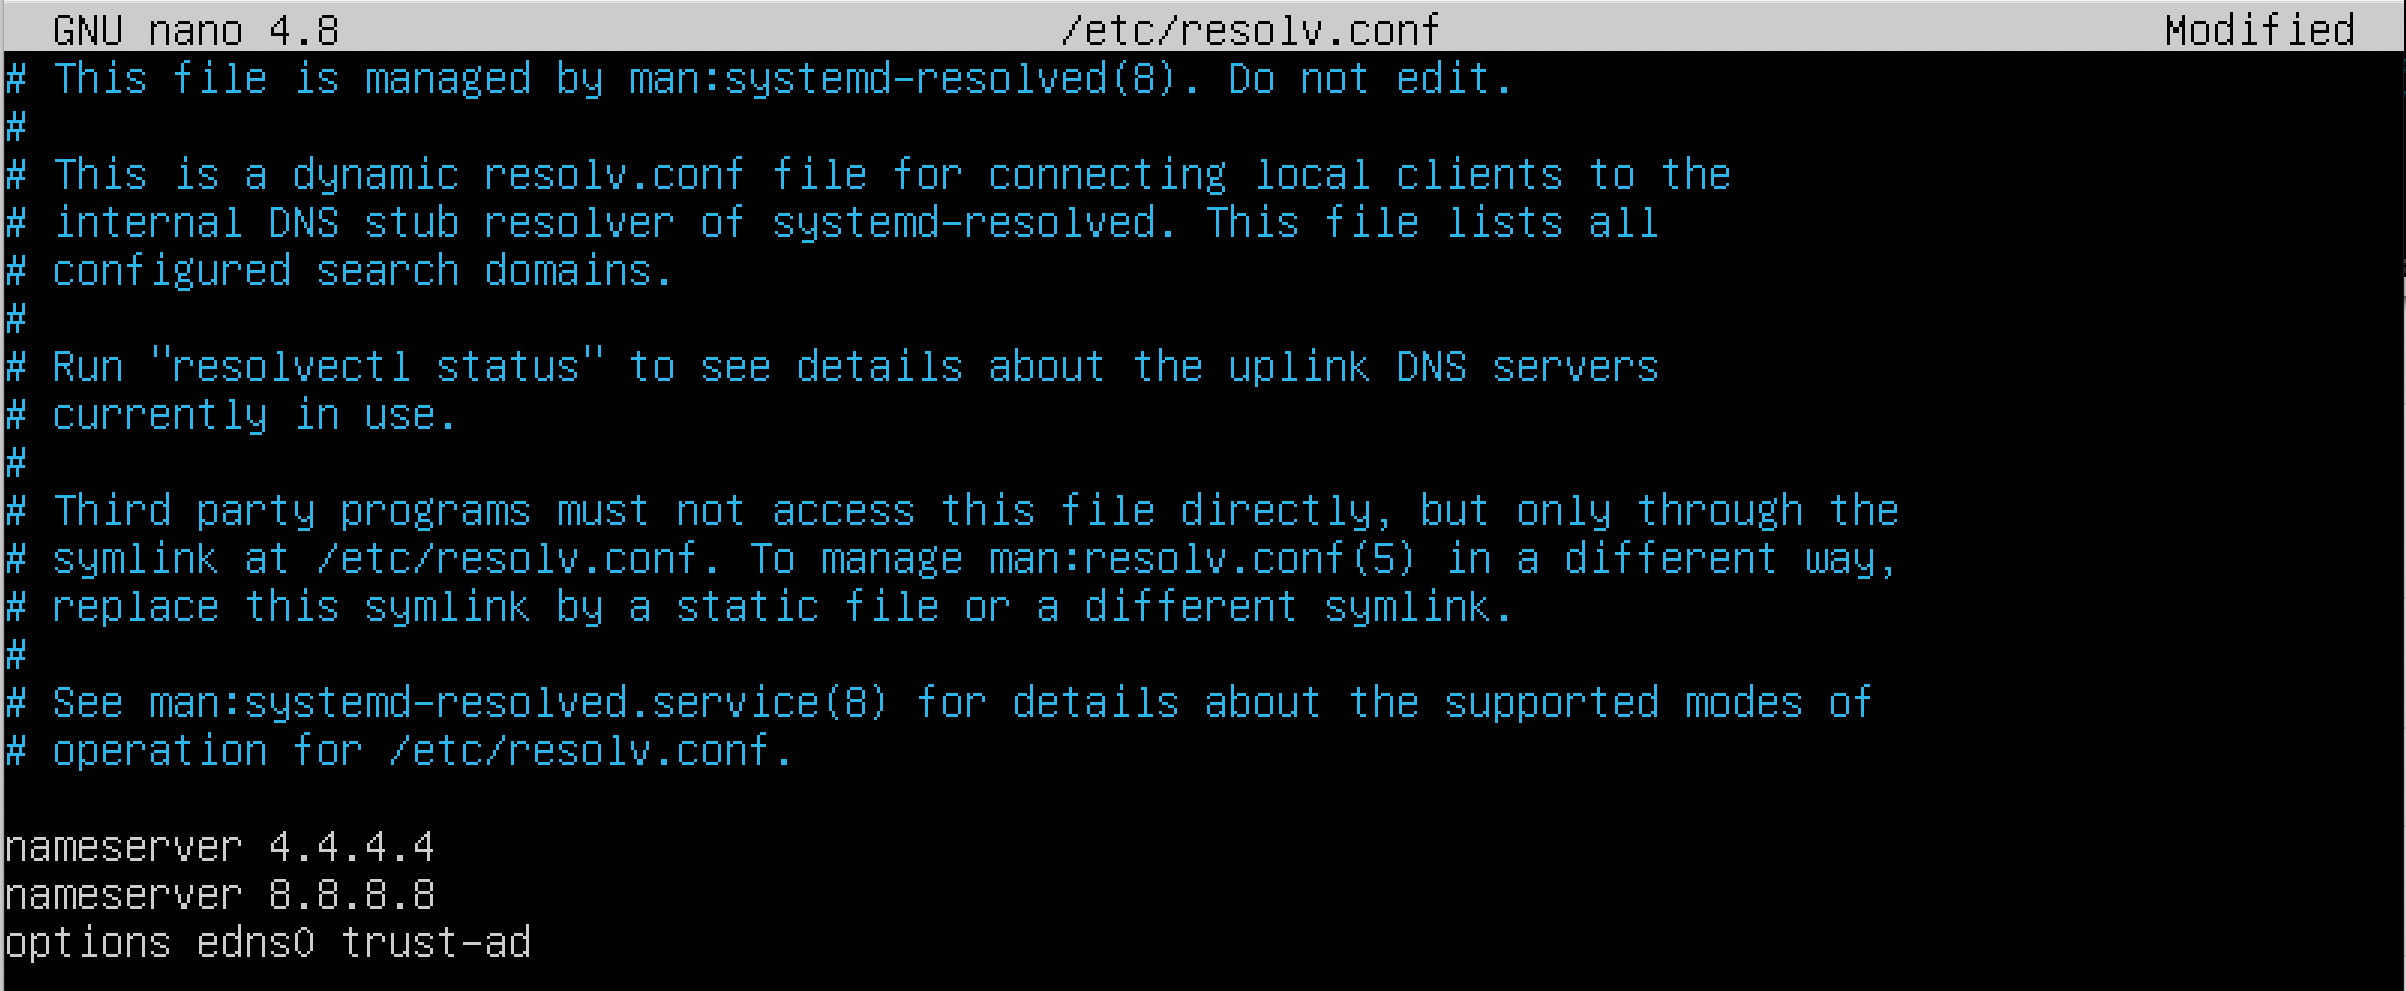 GNU nano 4.8 /etc/resolv.conf Modified
# This file is managed by man:systemd-resolved(8). Do not edit.
#
# This is a dynamic resolv.conf file for connecting local clients to the
# internal DNS stub resolver of systemd-resolved. This file lists all
# configured search domains.
#
# Run "resolvectl status" to see details about the uplink DNS servers
# currently in use.
#
# Third party programs must not access this file directly, but only through the
# symlink at /etc/resolv.conf. To manage man:resolv.conf(5) in a different way,
# replace this symlink by a static file or a different symlink.
#
# See man:systemd-resolved.service(8) for details about the supported modes of
# operation for /etc/resolv.conf.
nameserver 4.4.4.4
nameserver 8.8.8.8
options edns0 trust-ad